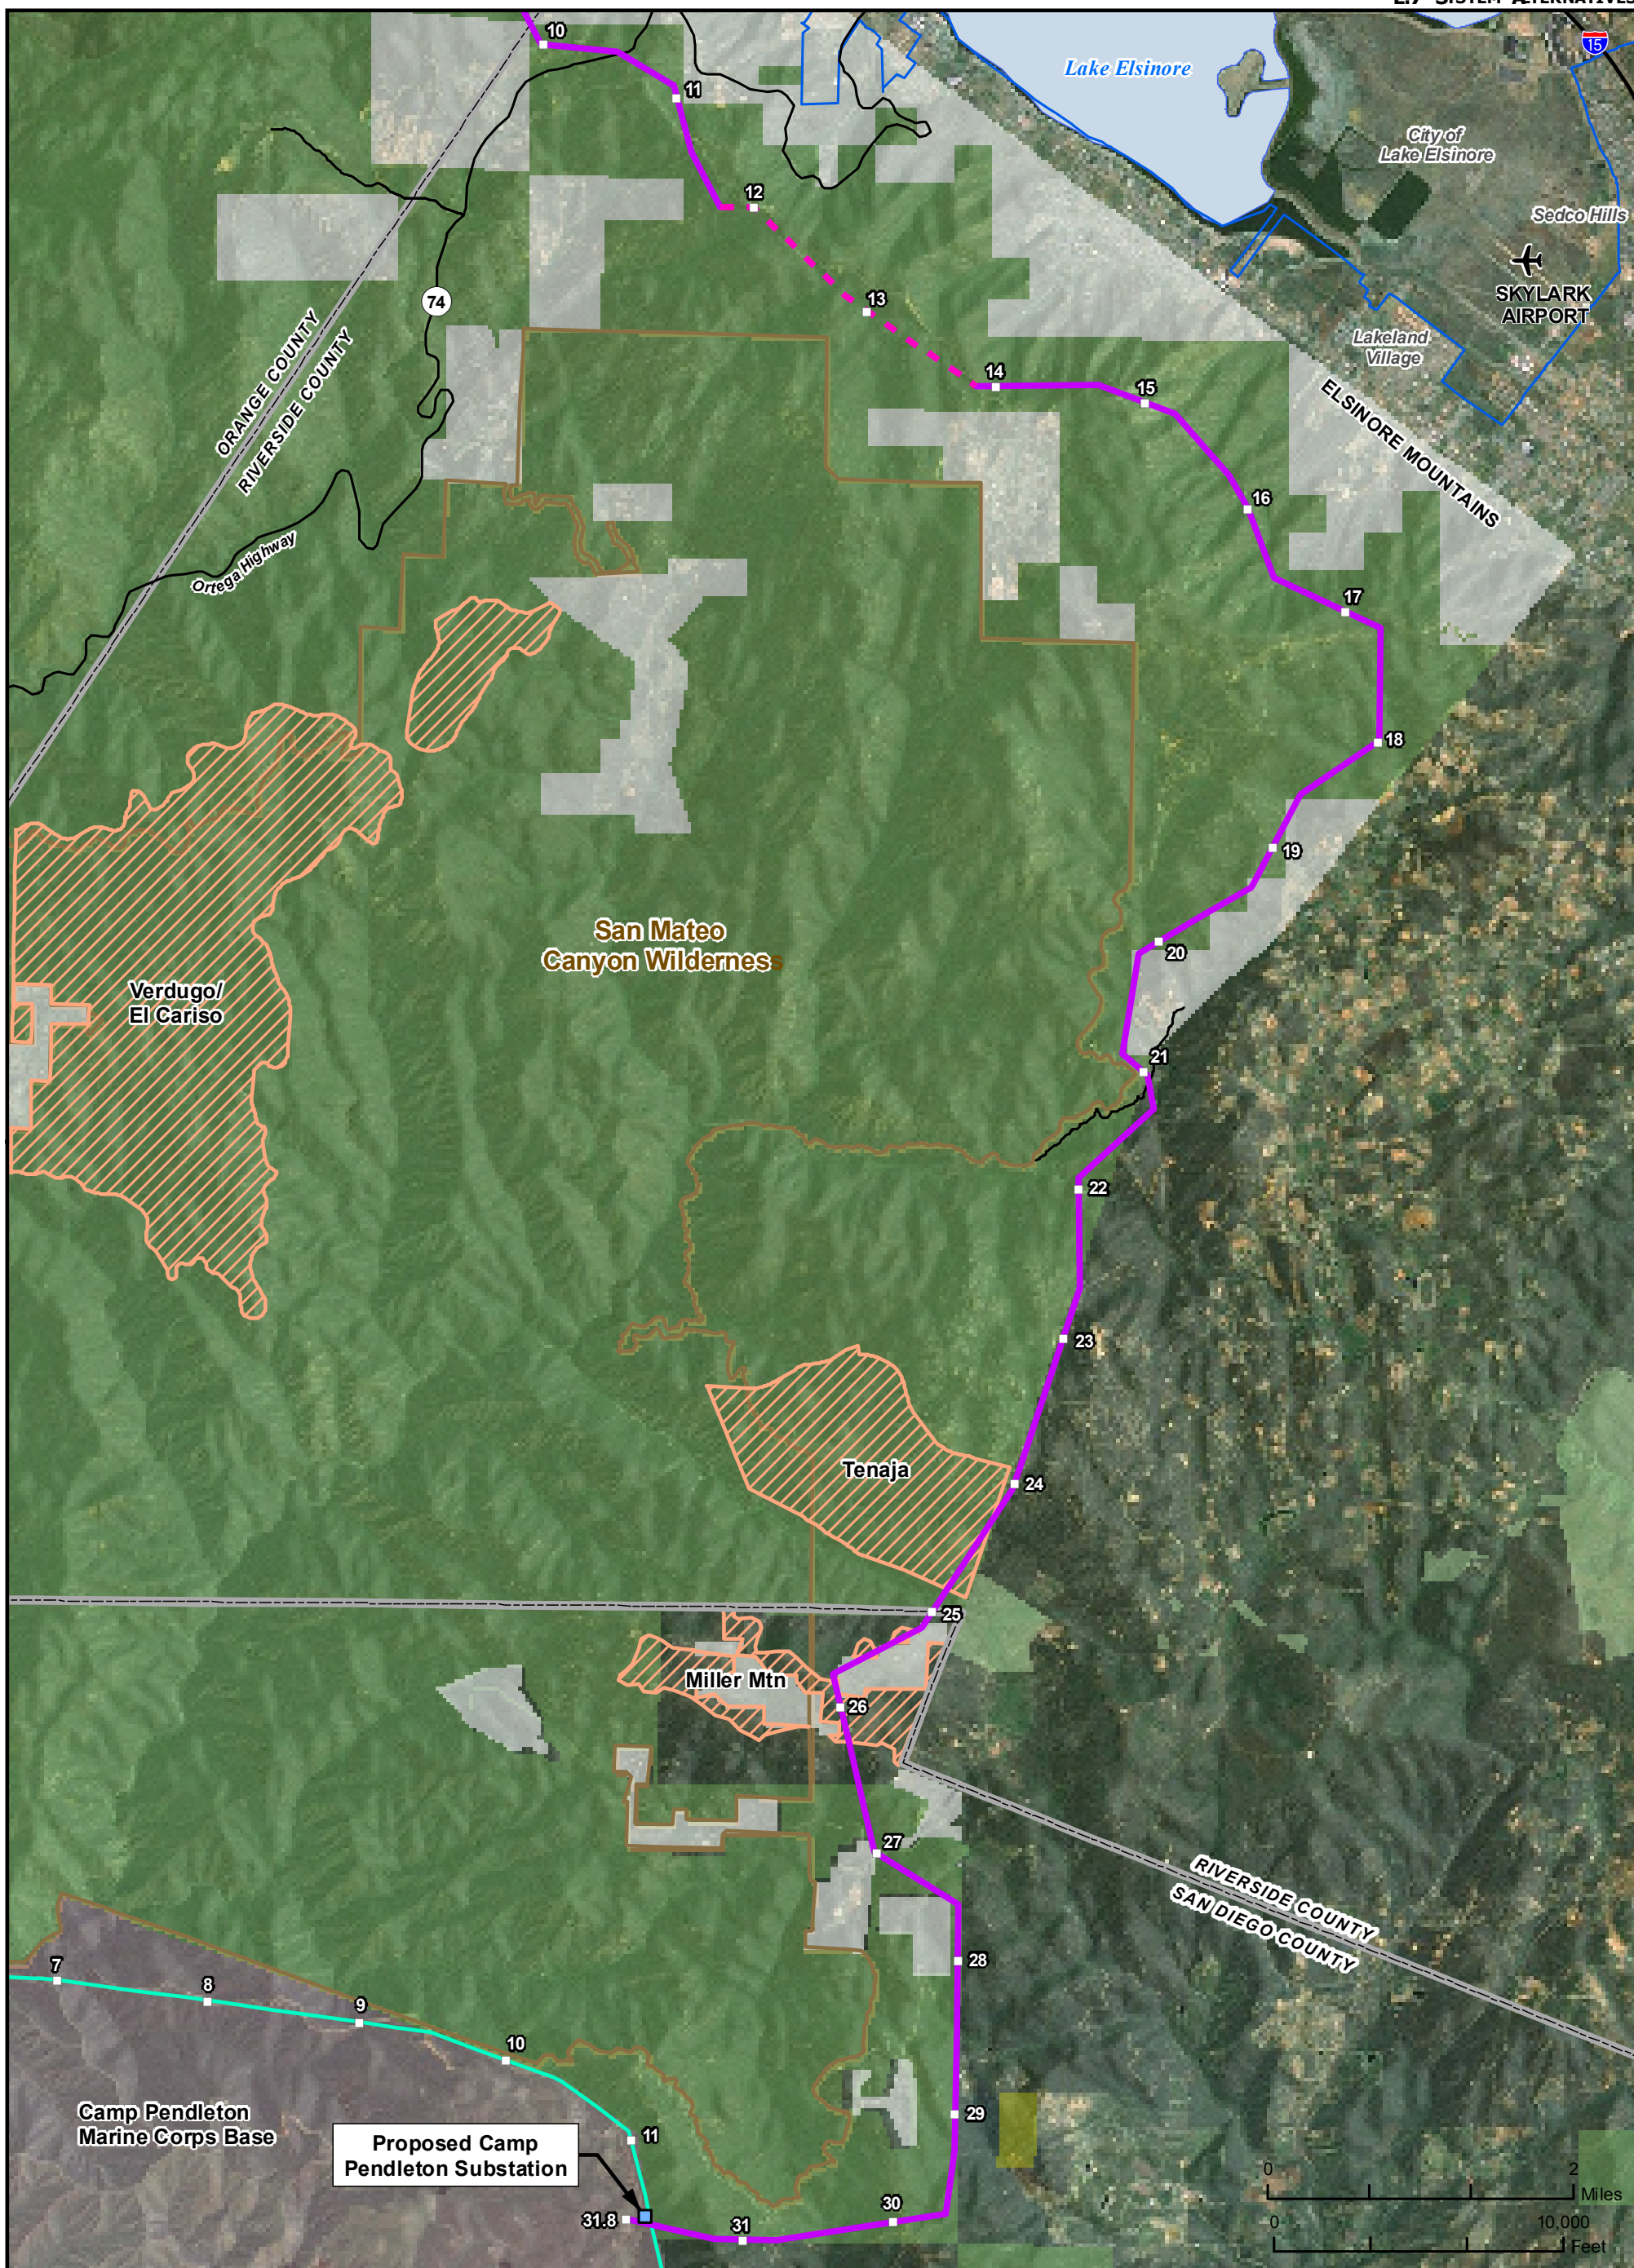 E.7 SYSTEM ALTERNATIVES
10
15
Lake Elsinore
11
City of
Lake Elsinore
12
Sedco Hills
SKYLARK
AIRPORT
74
13
ORANGE COUNTY
RIVERSIDE COUNTY
Lakeland
Village
14
15
ELSINORE MOUNTAINS
16
Ortega Highway
17
18
19
San Mateo
Canyon Wilderness
20
Verdugo/
El Cariso
21
22
23
Tenaja
24
25
Miller Mtn
26
27
RIVERSIDE COUNTY
SAN DIEGO COUNTY
28
7
8
9
10
29
Camp Pendleton
Marine Corps Base
11
Proposed Camp
Pendleton Substation
0 2
Miles
30
31.8
31
0 10,000
Feet